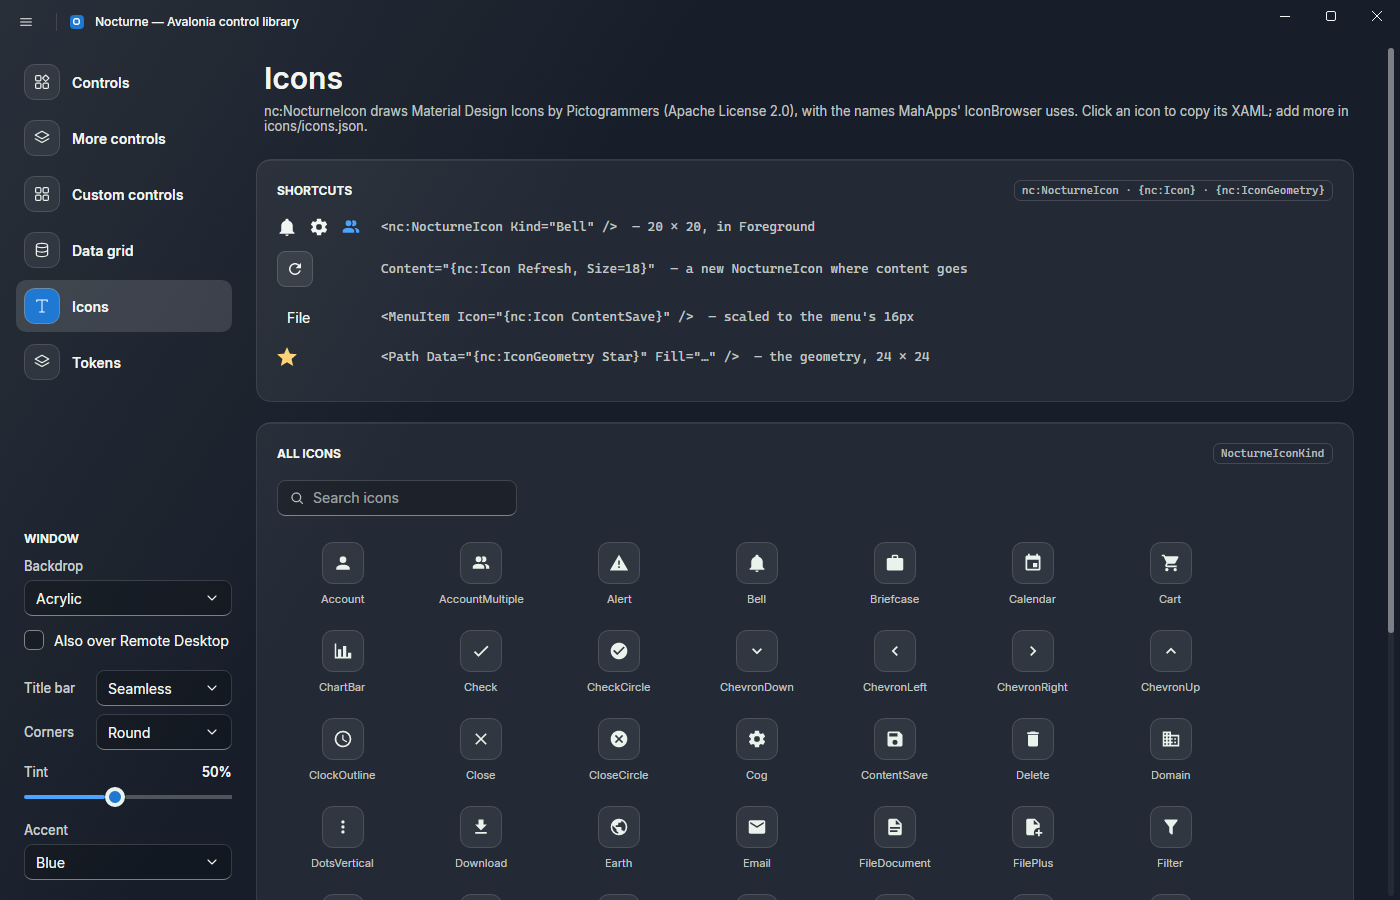 Nocturne — Avalonia control library
Controls
More controls
Custom controls
Data grid
Icons
Tokens
WINDOW
Backdrop
Acrylic
Also over Remote Desktop
Title bar
Seamless
Corners
Round
Tint
50%
Accent
Blue
Icons
nc:NocturneIcon draws Material Design Icons by Pictogrammers (Apache License 2.0), with the names MahApps' IconBrowser uses. Click an icon to copy its XAML; add more in
icons/icons.json.
SHORTCUTS
nc:NocturneIcon · {nc:Icon} · {nc:IconGeometry}
<nc:NocturneIcon Kind="Bell" />  — 20 × 20, in Foreground
Content="{nc:Icon Refresh, Size=18}"  — a new NocturneIcon where content goes
File
<MenuItem Icon="{nc:Icon ContentSave}" />  — scaled to the menu's 16px
<Path Data="{nc:IconGeometry Star}" Fill="…" />  — the geometry, 24 × 24
ALL ICONS
NocturneIconKind
Search icons
Account
AccountMultiple
Alert
Bell
Briefcase
Calendar
Cart
ChartBar
Check
CheckCircle
ChevronDown
ChevronLeft
ChevronRight
ChevronUp
ClockOutline
Close
CloseCircle
Cog
ContentSave
Delete
Domain
DotsVertical
Download
Earth
Email
FileDocument
FilePlus
Filter